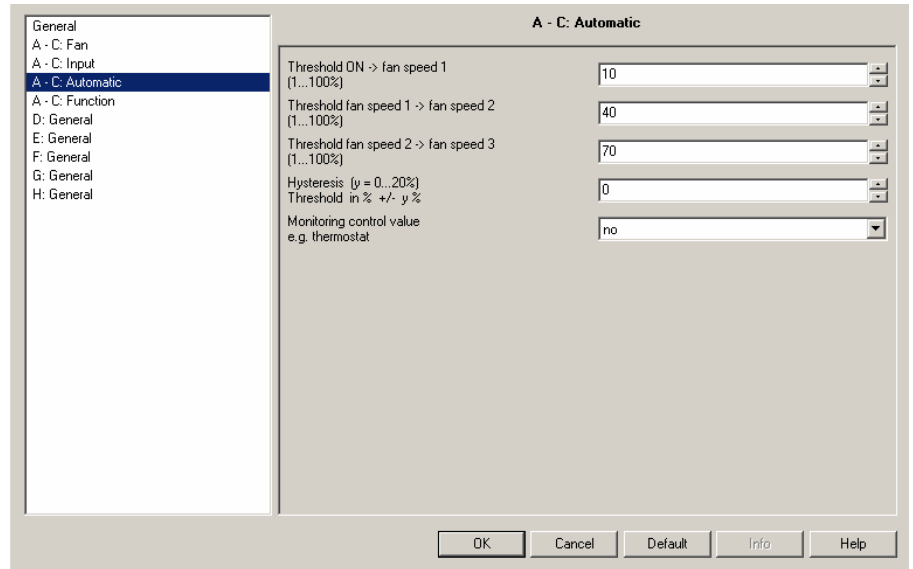 General
A - C: Fan
A - C: Input
A - C: Automatic
A - C: Function
D: General
E: General
F: General
G: General
H: General
A - C: Automatic
Threshold ON -> fan speed 1
(1...100%)
10
Threshold fan speed 1 -> fan speed 2
(1...100%)
40
Threshold fan speed 2 -> fan speed 3
(1...100%)
70
Hysteresis (y = 0...20%)
Threshold in % +/- y %
0
Monitoring control value
e.g. thermostat
no
OK Cancel Default Info Help